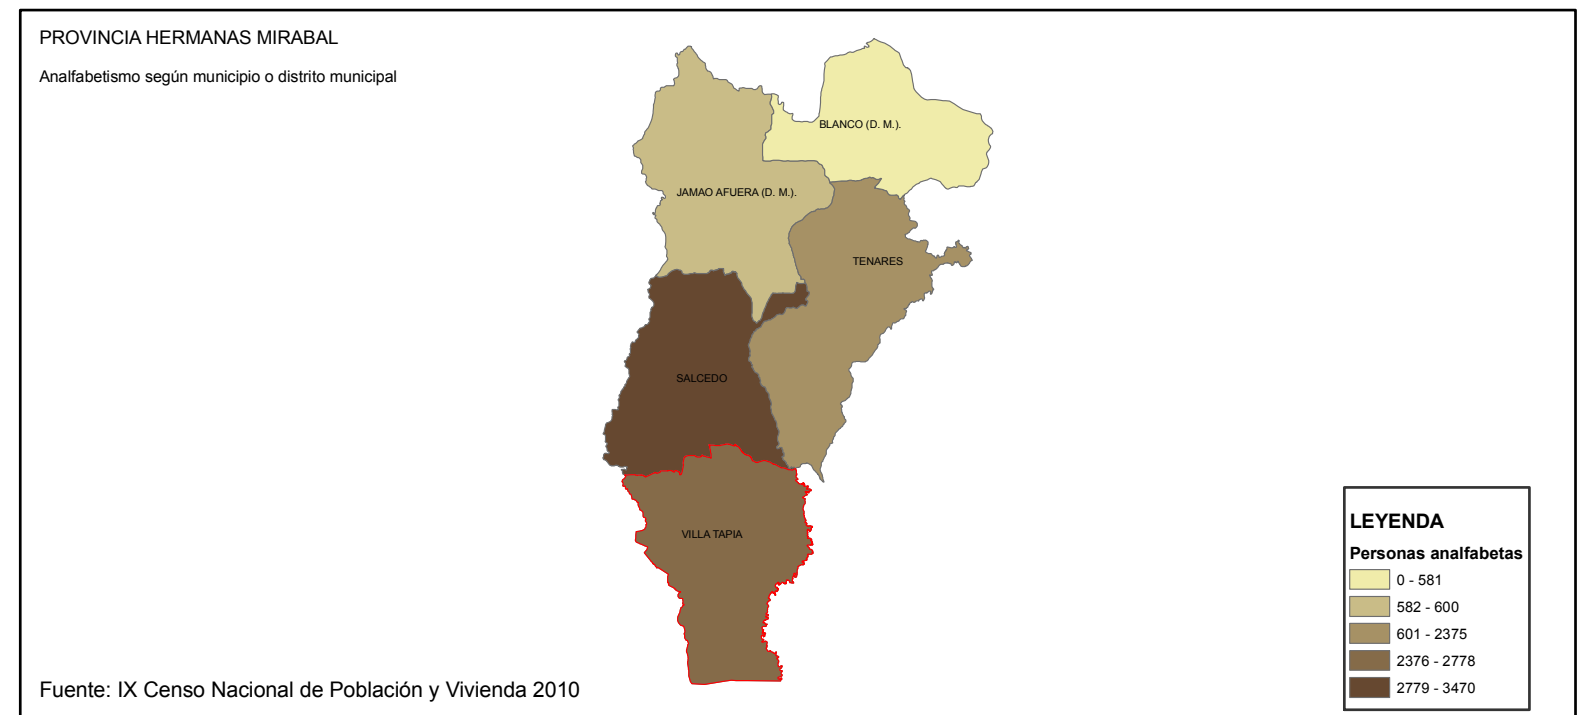 PROVINCIA HERMANAS MIRABAL
Analfabetismo según municipio o distrito municipal
BLANCO (D. M.).
JAMAO AFUERA (D. M.).
TENARES
SALCEDO
VILLA TAPIA
LEYENDA
Personas analfabetas
0 - 581
582 - 600
601 - 2375
2376 - 2778
2779 - 3470
Fuente: IX Censo Nacional de Población y Vivienda 2010